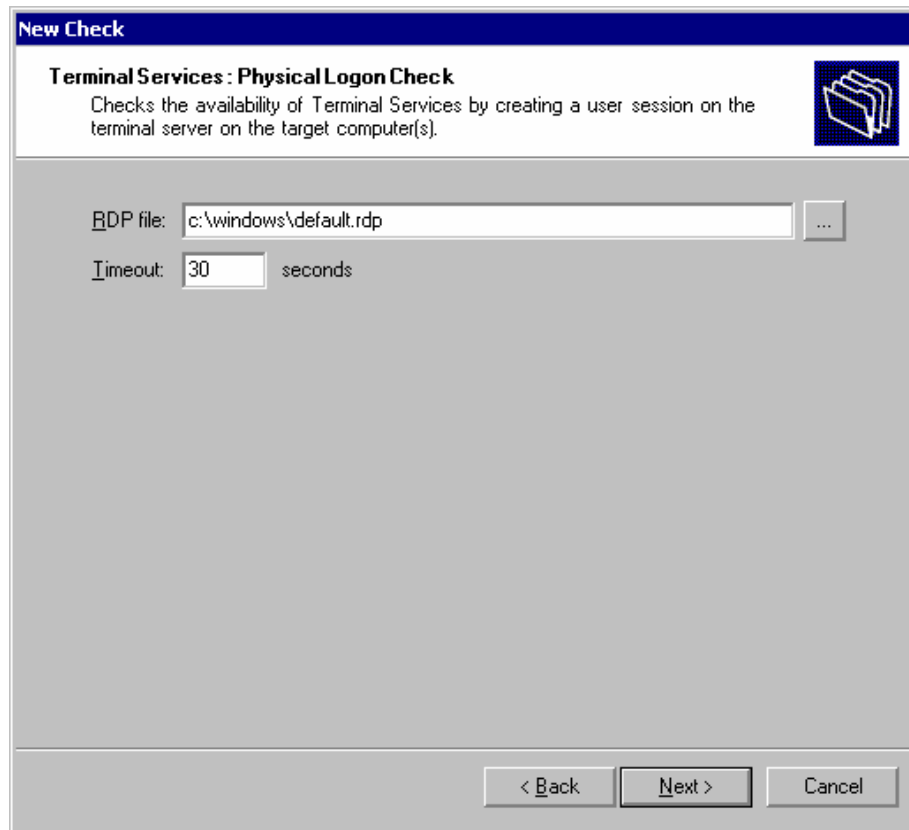 New Check
Terminal Services : Physical Logon Check
Checks the availability of Terminal Services by creating a user session on the
terminal server on the target computer(s).
RDP file: c:\windows\default.rdp ...
Timeout: 30 seconds
< Back Next > Cancel